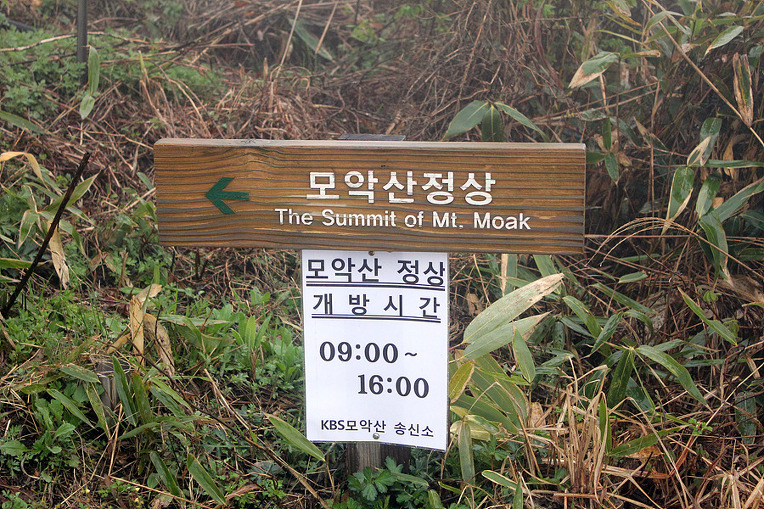 모악산정상
The Summit of Mt. Moak
모악산 정상
개 방 시 간
09:00~
16:00
KBS모악산 송신소